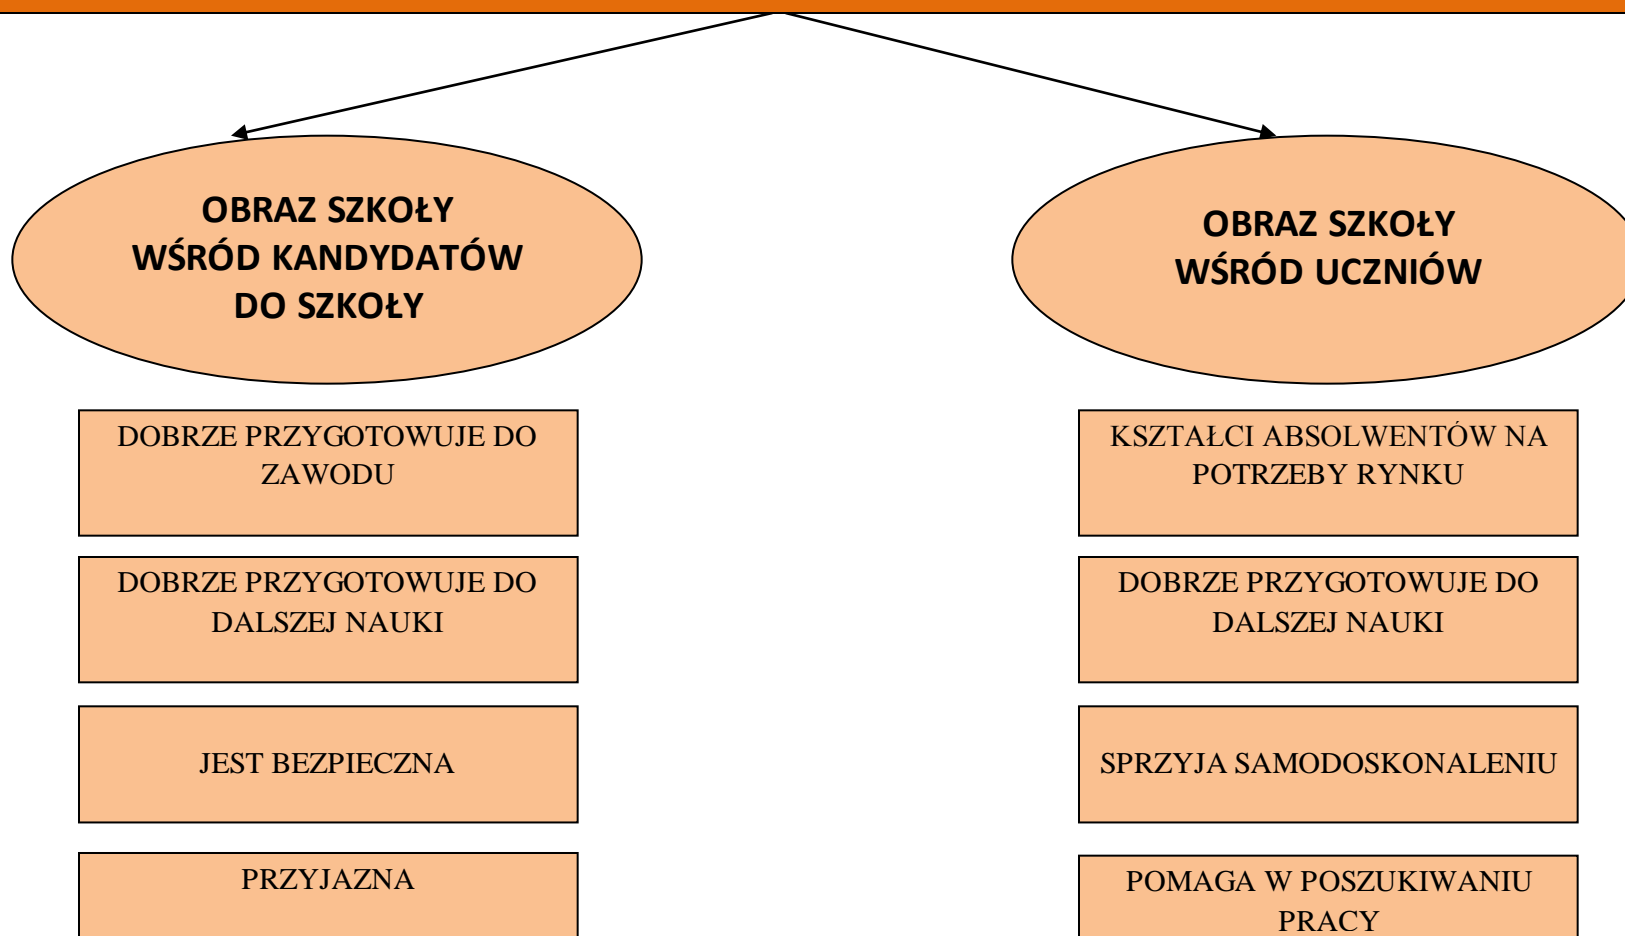 OBRAZ SZKOŁY
WŚRÓD KANDYDATÓW
DO SZKOŁY
DOBRZE PRZYGOTOWUJE DO
ZAWODU
DOBRZE PRZYGOTOWUJE DO
DALSZEJ NAUKI
JEST BEZPIECZNA
PRZYJAZNA
OBRAZ SZKOŁY
WŚRÓD UCZNIÓW
KSZTAŁCI ABSOLWENTÓW NA
POTRZEBY RYNKU
DOBRZE PRZYGOTOWUJE DO
DALSZEJ NAUKI
SPRZYJA SAMODOSKONALENIU
POMAGA W POSZUKIWANIU
PRACY